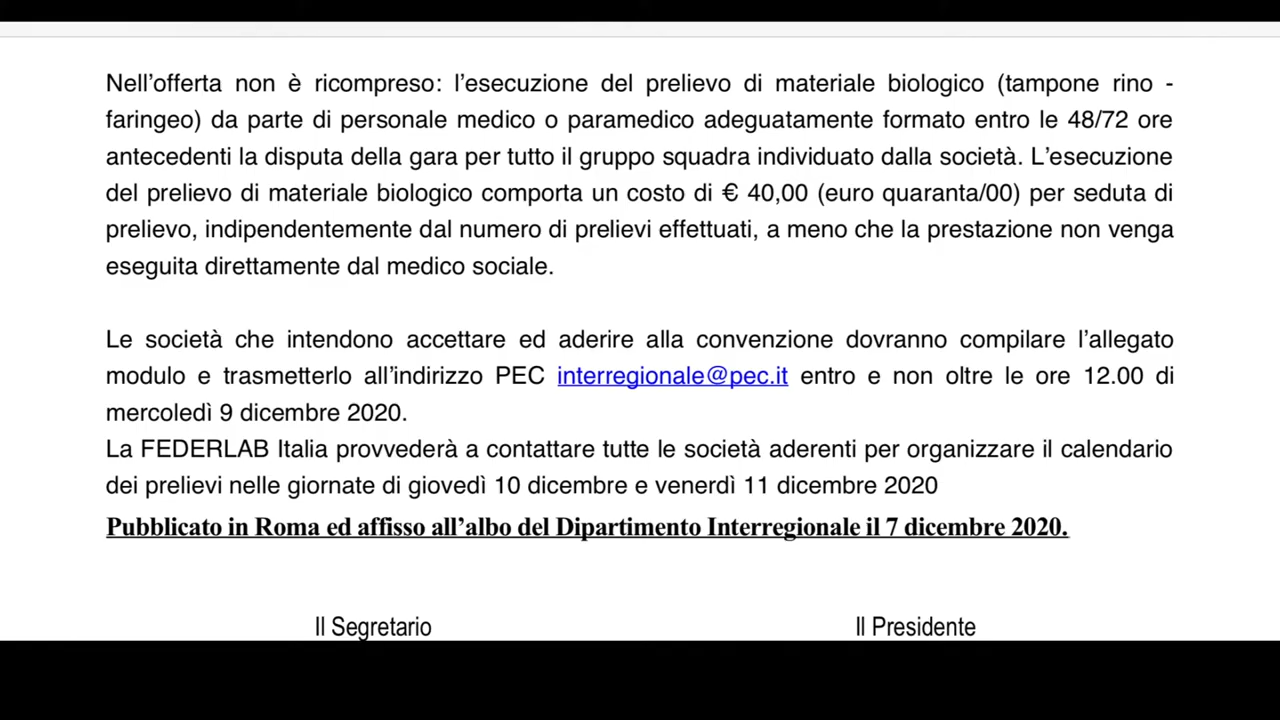 Nell’offerta non è ricompreso: l’esecuzione del prelievo di materiale biologico (tampone rino -
faringeo) da parte di personale medico o paramedico adeguatamente formato entro le 48/72 ore
antecedenti la disputa della gara per tutto il gruppo squadra individuato dalla società. L’esecuzione
del prelievo di materiale biologico comporta un costo di € 40,00 (euro quaranta/00) per seduta di
prelievo, indipendentemente dal numero di prelievi effettuati, a meno che la prestazione non venga
eseguita direttamente dal medico sociale.
Le società che intendono accettare ed aderire alla convenzione dovranno compilare l’allegato
modulo e trasmetterlo all’indirizzo PEC interregionale@pec.it entro e non oltre le ore 12.00 di
mercoledì 9 dicembre 2020.
La FEDERLAB Italia provvederà a contattare tutte le società aderenti per organizzare il calendario
dei prelievi nelle giornate di giovedì 10 dicembre e venerdì 11 dicembre 2020
Pubblicato in Roma ed affisso all’albo del Dipartimento Interregionale il 7 dicembre 2020.
Il Segretario Il Presidente